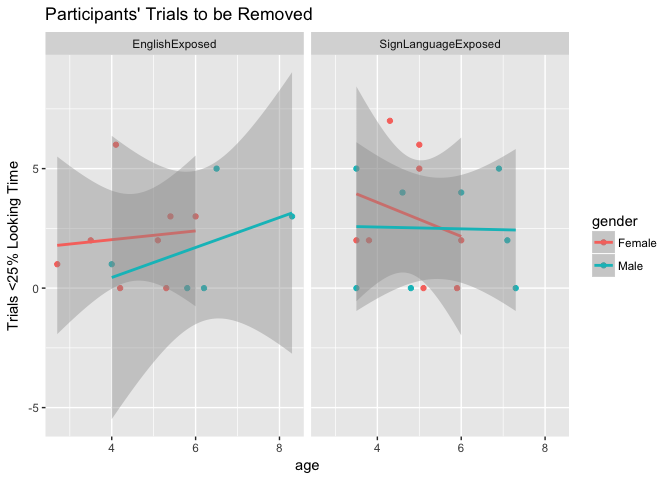 Participants' Trials to be Removed
EnglishExposed
SignLanguageExposed
Trials <25% Looking Time
5
0
-5
4
6
8
4
6
8
age
gender
Female
Male